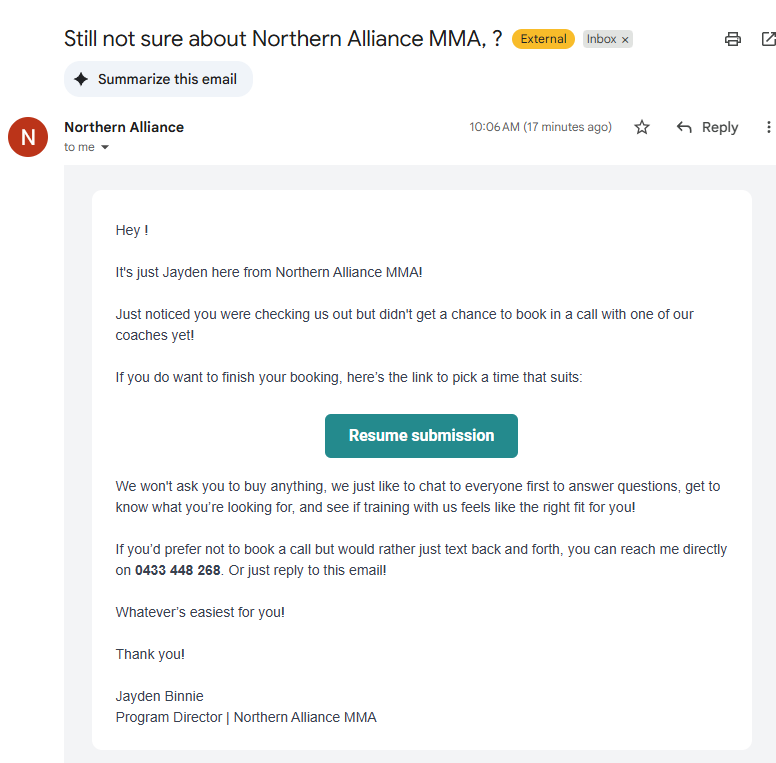 Still not sure about Northern Alliance MMA, ? External Inbox ×
Summarize this email
N
Northern Alliance 10:06 AM (17 minutes ago) Reply
to me
Hey !
It's just Jayden here from Northern Alliance MMA!
Just noticed you were checking us out but didn't get a chance to book in a call with one of our
coaches yet!
If you do want to finish your booking, here’s the link to pick a time that suits:
Resume submission
We won't ask you to buy anything, we just like to chat to everyone first to answer questions, get to
know what you’re looking for, and see if training with us feels like the right fit for you!
If you’d prefer not to book a call but would rather just text back and forth, you can reach me directly
on 0433 448 268. Or just reply to this email!
Whatever’s easiest for you!
Thank you!
Jayden Binnie
Program Director | Northern Alliance MMA